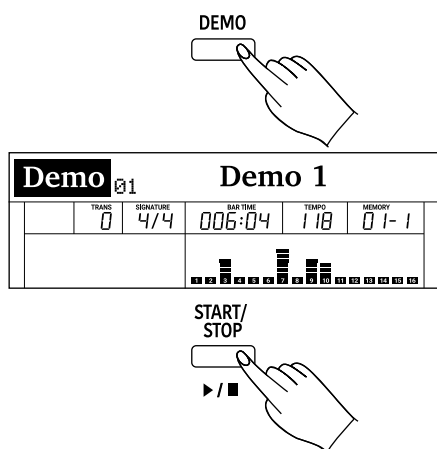 DEMO
Demo 01 Demo 1
TRANS SIGNATURE BAR TIME TEMPO MEMORY
0 4/4 006:04 118 01-1
1 2 3 4 5 6 7 8 9 10 11 12 13 14 15 16
START/
STOP
▶/■